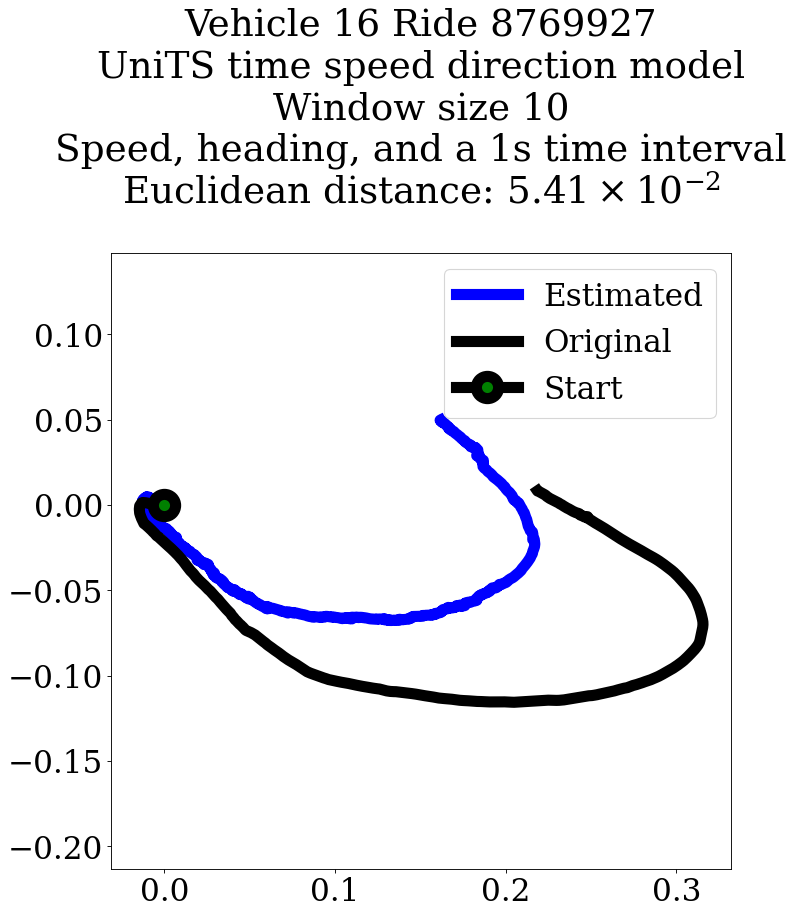 Vehicle 16 Ride 8769927
UniTS time speed direction model
Window size 10
Speed, heading, and a 1s time interval
Euclidean distance: 5.41 × 10⁻²
Estimated
Original
Start
0.10
0.05
0.00
−0.05
−0.10
−0.15
−0.20
0.0 0.1 0.2 0.3